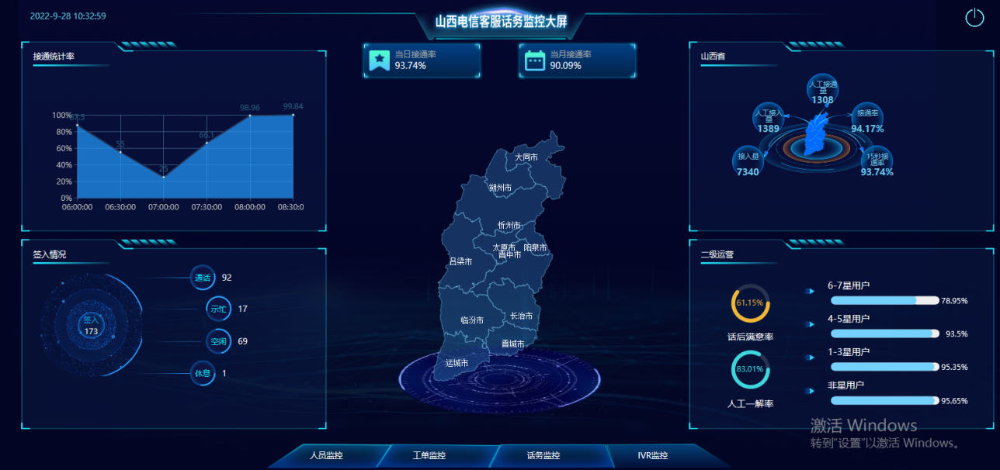 2022-9-28 10:32:59
山西电信客服话务监控大屏
接通统计率
当日接通率
93.74%
当月接通率
90.09%
山西省
87.5
55
25
66.1
98.96
99.84
100%
80%
60%
40%
20%
0%
06:00:00 06:30:00 07:00:00 07:30:00 08:00:00 08:30:0
人工接通
量
1308
人工接入
量
1389
接通率
94.17%
接入量
7340
15秒接
通率
93.74%
大同市
朔州市
忻州市
太原市
阳泉市
晋中市
吕梁市
临汾市
长治市
晋城市
运城市
签入情况
签入
173
通话 92
示忙 17
空闲 69
休息 1
二级运营
61.15%
话后满意率
83.01%
人工一解率
6-7星用户
78.95%
4-5星用户
93.5%
1-3星用户
95.35%
非星用户
95.65%
激活 Windows
转到"设置"以激活 Windows。
人员监控 工单监控 话务监控 IVR监控